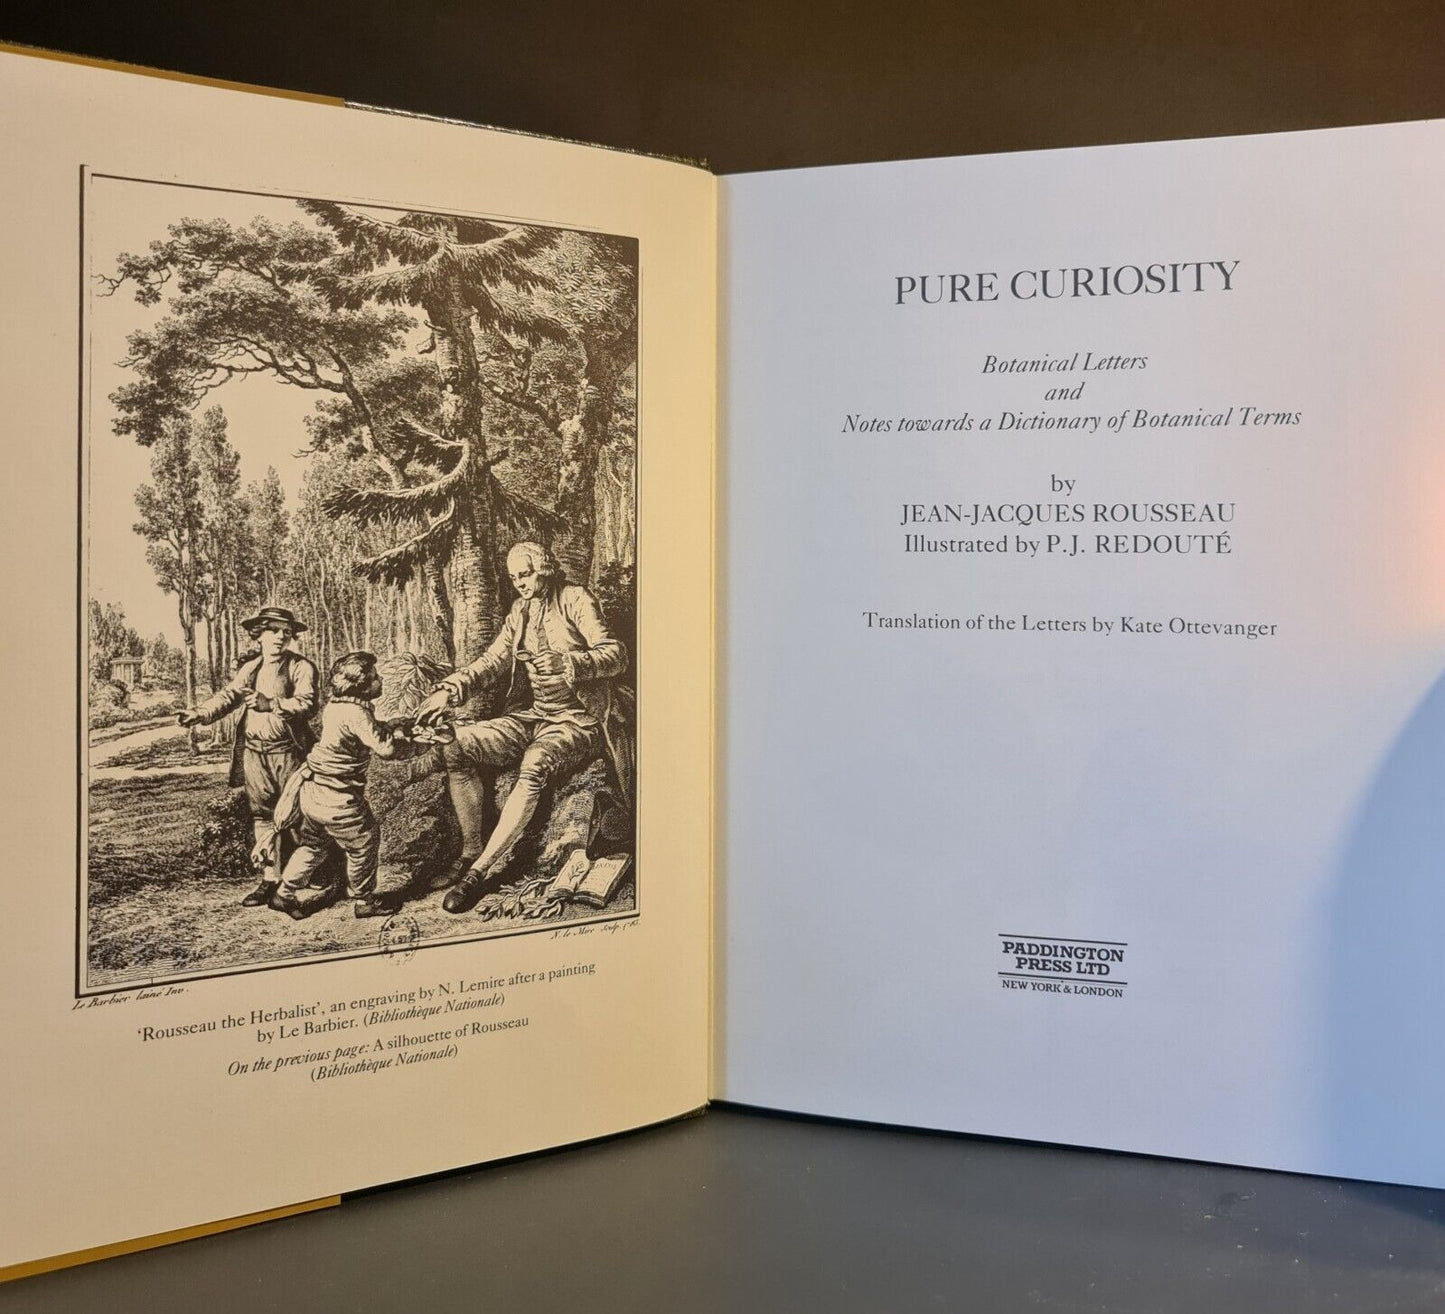 Le Barbier lainé Inv.
N. le Mire Sculp.
'Rousseau the Herbalist', an engraving by N. Lemire after a painting
by Le Barbier. (Bibliothèque Nationale)
On the previous page: A silhouette of Rousseau
(Bibliothèque Nationale)
PURE CURIOSITY
Botanical Letters
and
Notes towards a Dictionary of Botanical Terms
by
JEAN-JACQUES ROUSSEAU
Illustrated by P.J. REDOUTÉ
Translation of the Letters by Kate Ottevanger
PADDINGTON
PRESS LTD
NEW YORK & LONDON